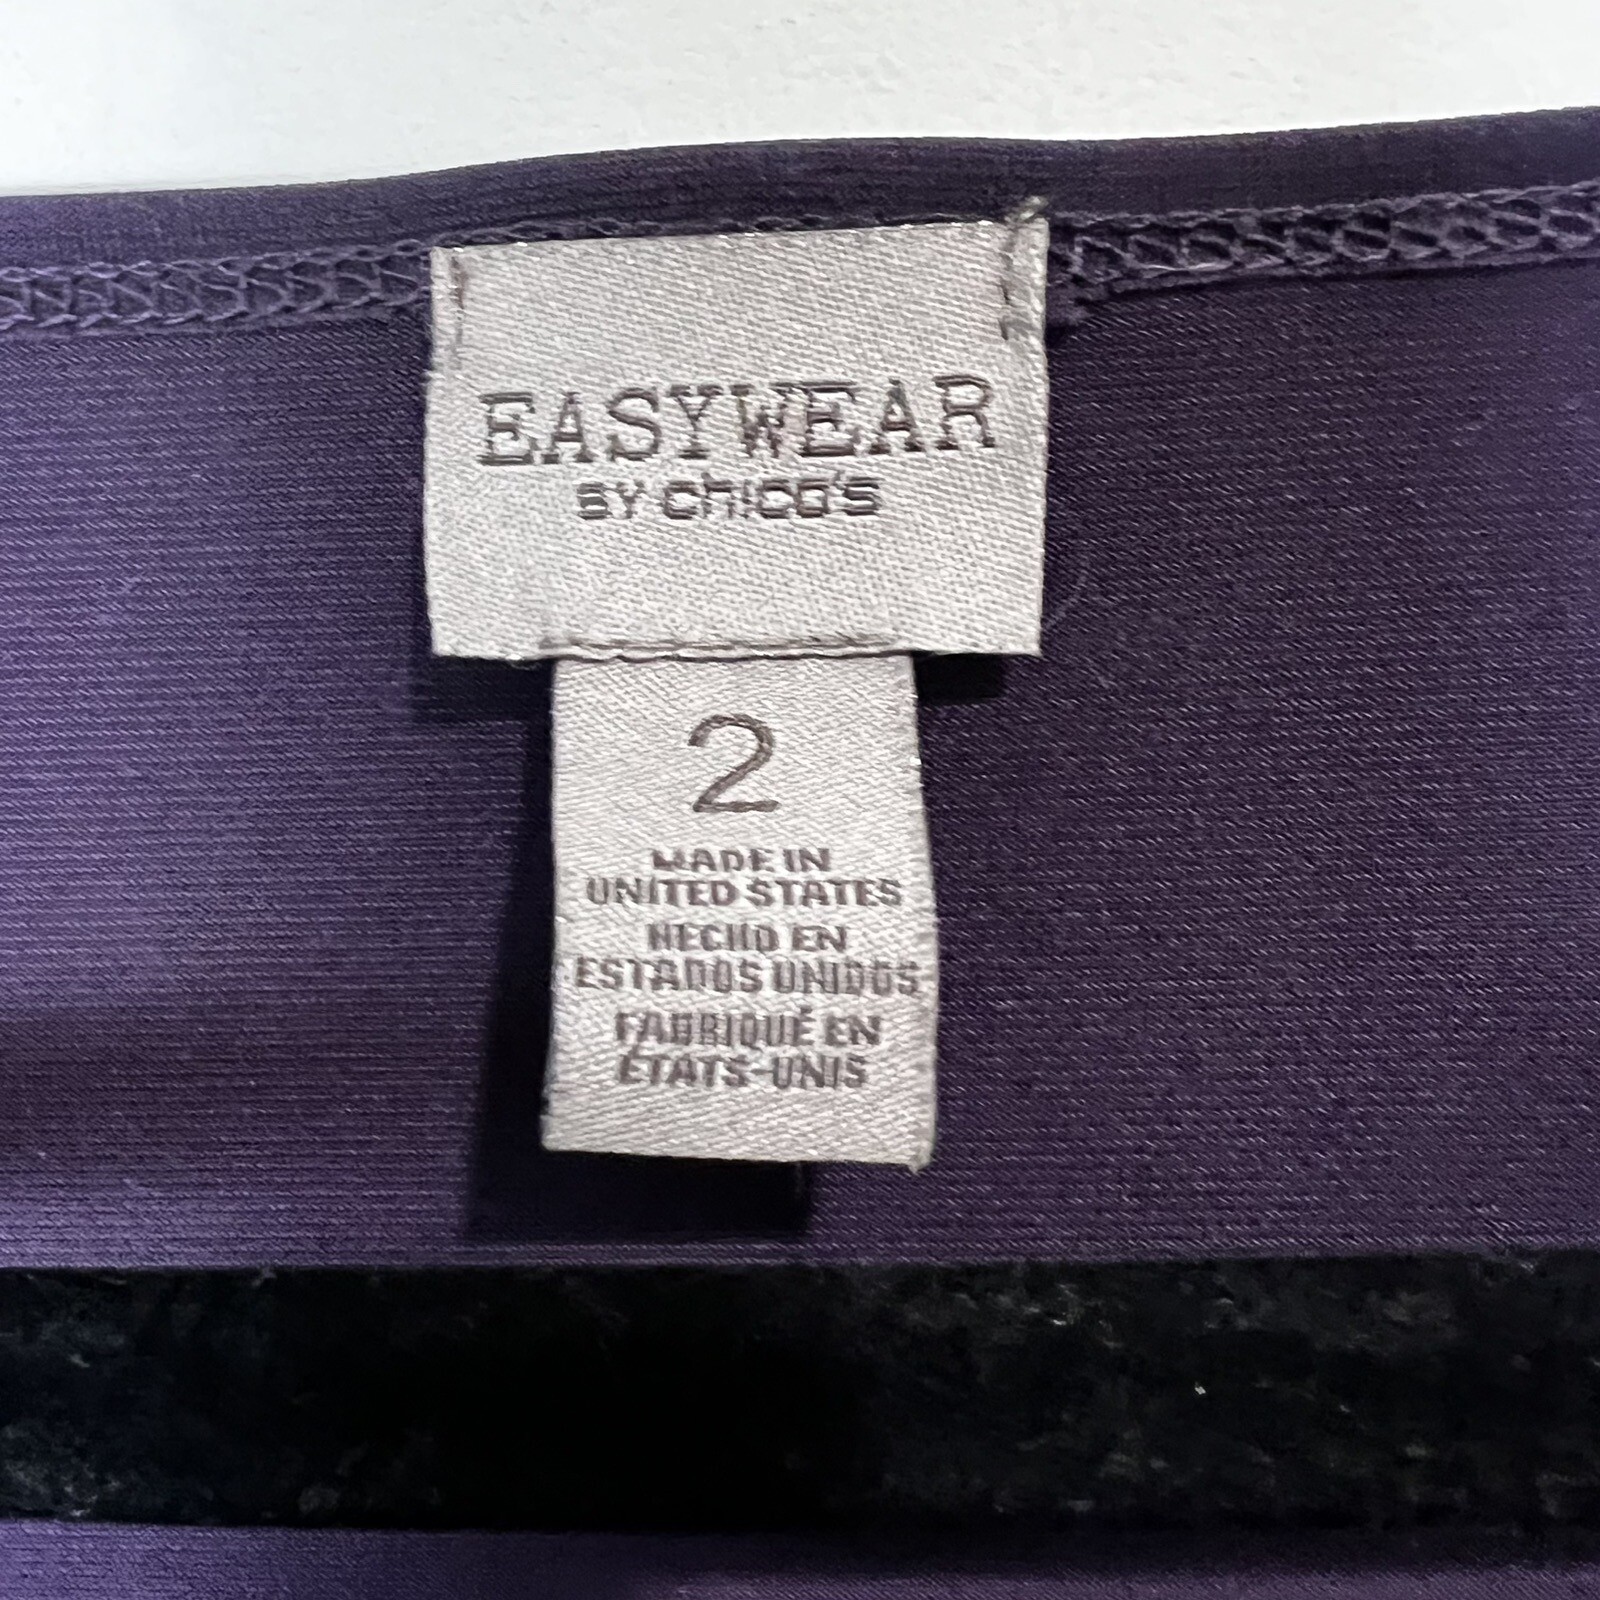 EASYWEAR
BY chico's
2
MADE IN
UNITED STATES
HECHO EN
ESTADOS UNIDOS
FABRIQUÉ EN
ÉTATS-UNIS